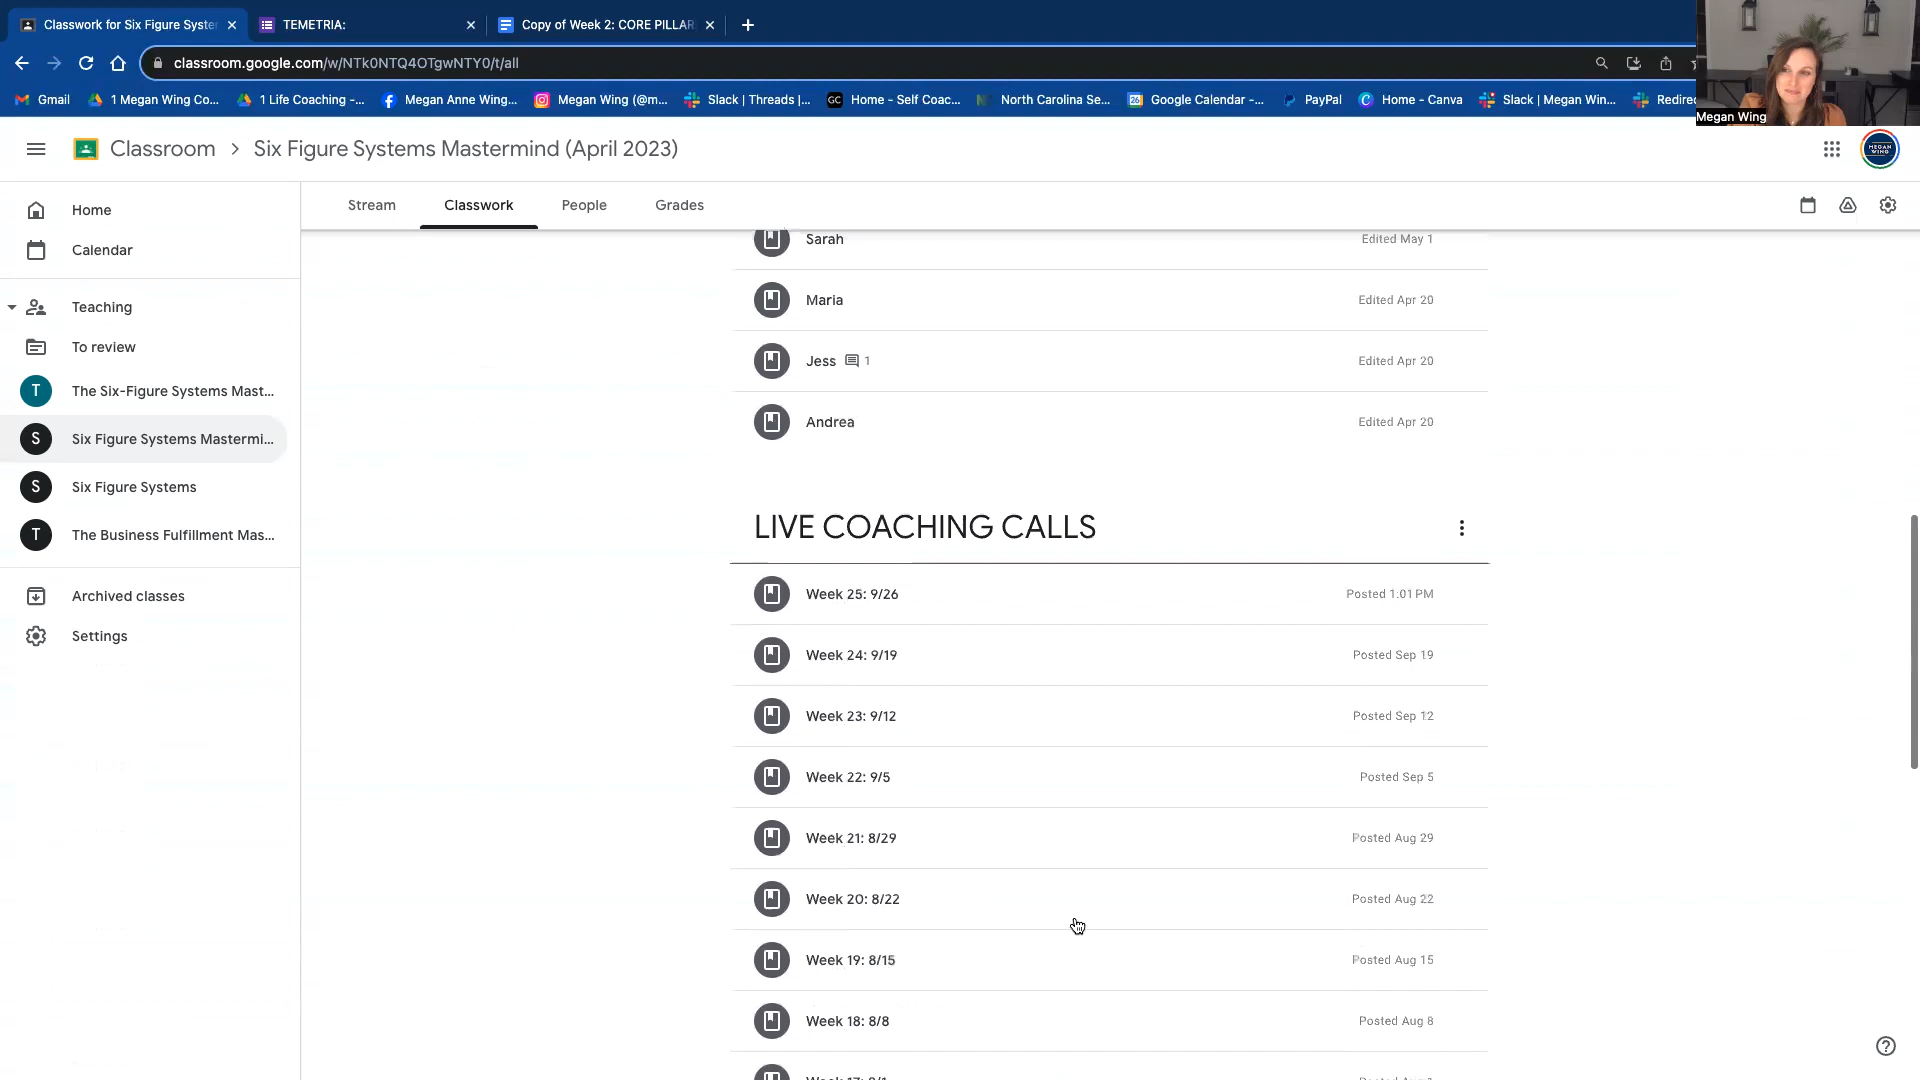 Classwork for Six Figure Syste
TEMETRIA:
Copy of Week 2: CORE PILLAR
classroom.google.com/w/NTk0NTQ4OTgwNTY0/t/all
Gmail
1 Megan Wing Co...
1 Life Coaching -...
Megan Anne Wing...
Megan Wing (@m...
Slack | Threads |...
GC Home - Self Coac...
North Carolina Se...
Google Calendar -...
PayPal
Home - Canva
Slack | Megan Win...
Redirec
Megan Wing
Classroom > Six Figure Systems Mastermind (April 2023)
MEGAN WING
Stream
Classwork
People
Grades
Home
Calendar
Teaching
To review
T The Six-Figure Systems Mast...
S Six Figure Systems Mastermi...
S Six Figure Systems
T The Business Fulfillment Mas...
Archived classes
Settings
Sarah Edited May 1
Maria Edited Apr 20
Jess 1 Edited Apr 20
Andrea Edited Apr 20
LIVE COACHING CALLS
Week 25: 9/26 Posted 1:01 PM
Week 24: 9/19 Posted Sep 19
Week 23: 9/12 Posted Sep 12
Week 22: 9/5 Posted Sep 5
Week 21: 8/29 Posted Aug 29
Week 20: 8/22 Posted Aug 22
Week 19: 8/15 Posted Aug 15
Week 18: 8/8 Posted Aug 8